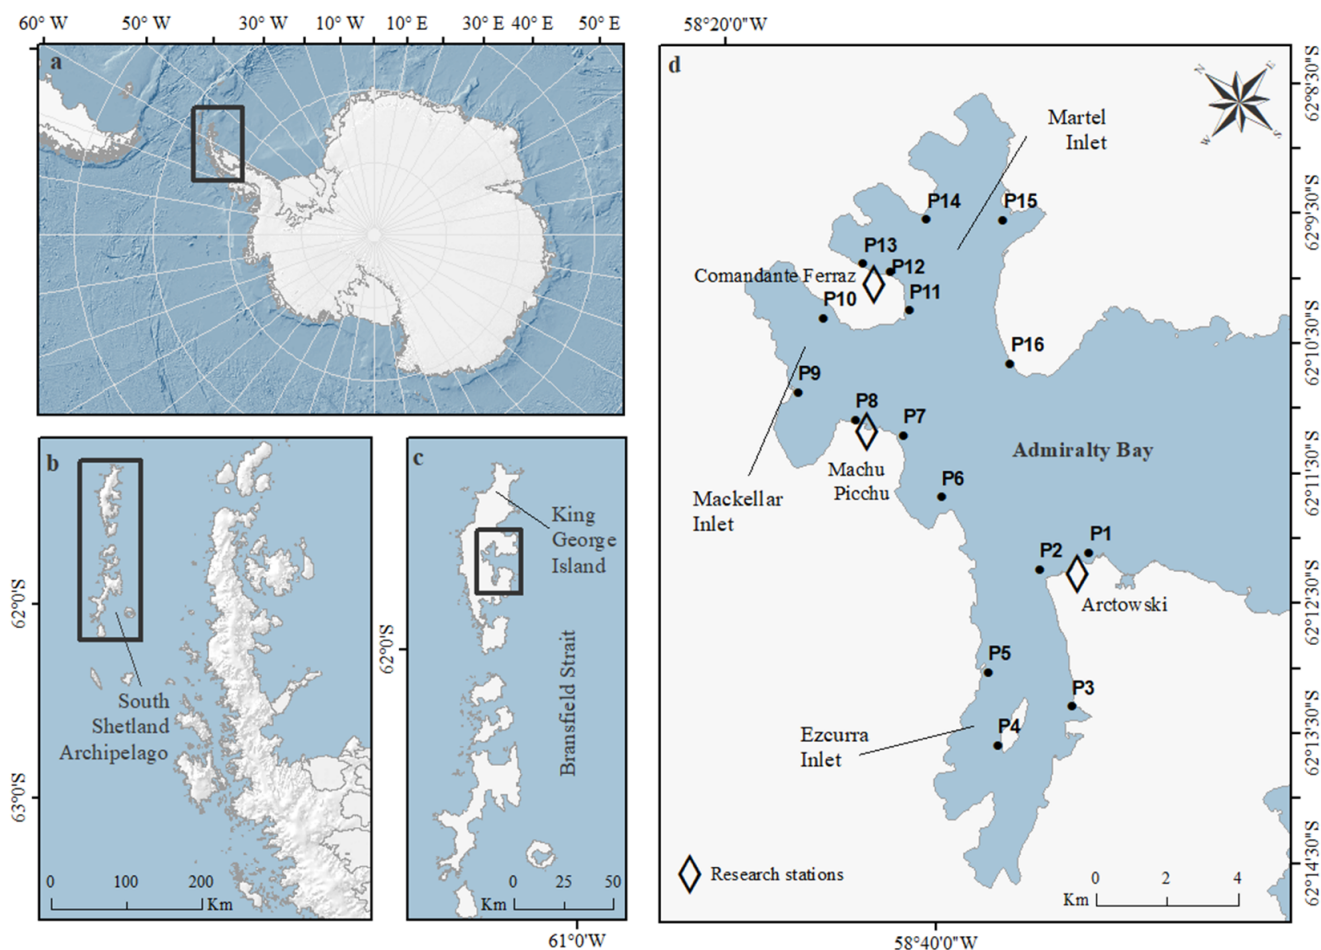 60° W
50° W
30° W
10° W
10° E
30° E
40° E
50° E
a
b
62°0'S
63°0'S
South
Shetland
Archipelago
0
100
200
Km
c
King
George
Island
62°0'S
Bransfield Strait
0
25
50
Km
61°0'W
58°20'0"W
d
N
E
W
S
Martel
Inlet
P14
P15
P13
P12
Comandante Ferraz
P10
P11
P16
P9
P8
P7
Machu
Picchu
Admiralty Bay
Mackellar
Inlet
P6
P1
P2
Arctowski
P5
P3
P4
Ezcurra
Inlet
Research stations
0
2
4
Km
58°40'0"W
62°8'30"S
62°9'30"S
62°10'30"S
62°11'30"S
62°12'30"S
62°13'30"S
62°14'30"S